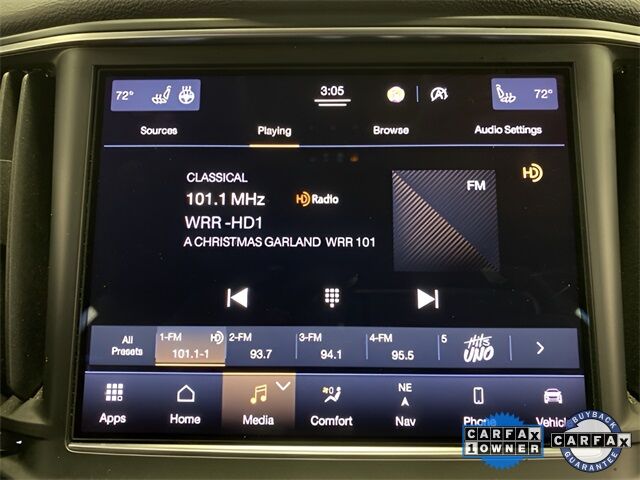 72°
3:05
72°
Sources
Playing
Browse
Audio Settings
CLASSICAL
101.1 MHz
HD Radio
WRR -HD1
A CHRISTMAS GARLAND WRR 101
FM
HD
All
Presets
1-FM
HD
101.1-1
2-FM
93.7
3-FM
94.1
4-FM
95.5
5
Hits
UNO
Apps
Home
Media
Comfort
NE
A
Nav
Phone
Vehicl
CARFAX
1 OWNER
BUYBACK
CARFAX
GUARANTEE